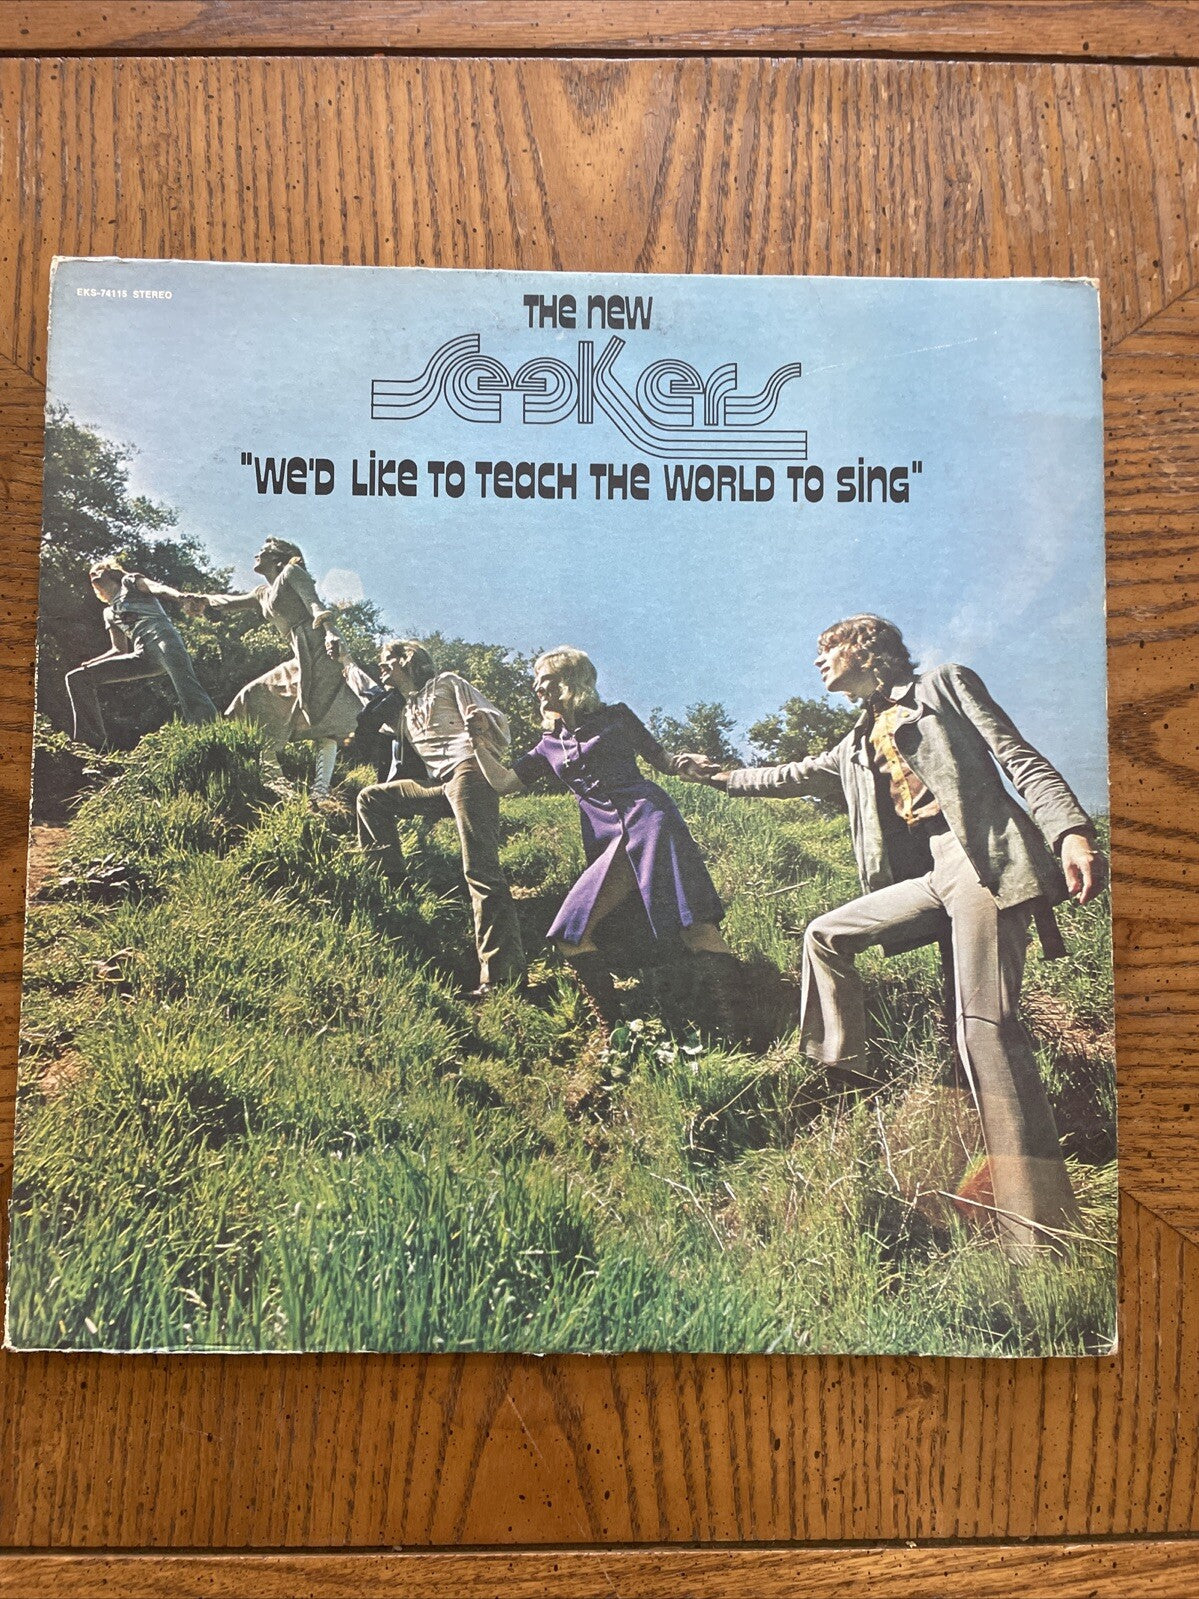 EKS-74115 STEREO
THE NEW
SEEKERS
"WE'D LIKE TO TEACH THE WORLD TO SING"